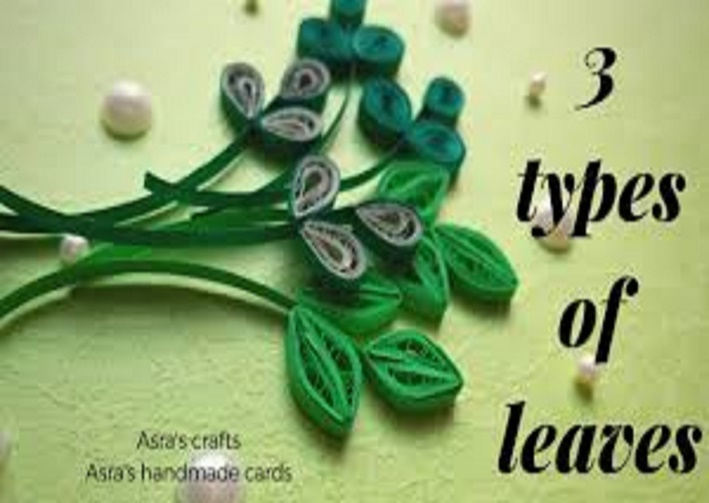 3
types
of
leaves
Asra's crafts
Asra's handmade cards